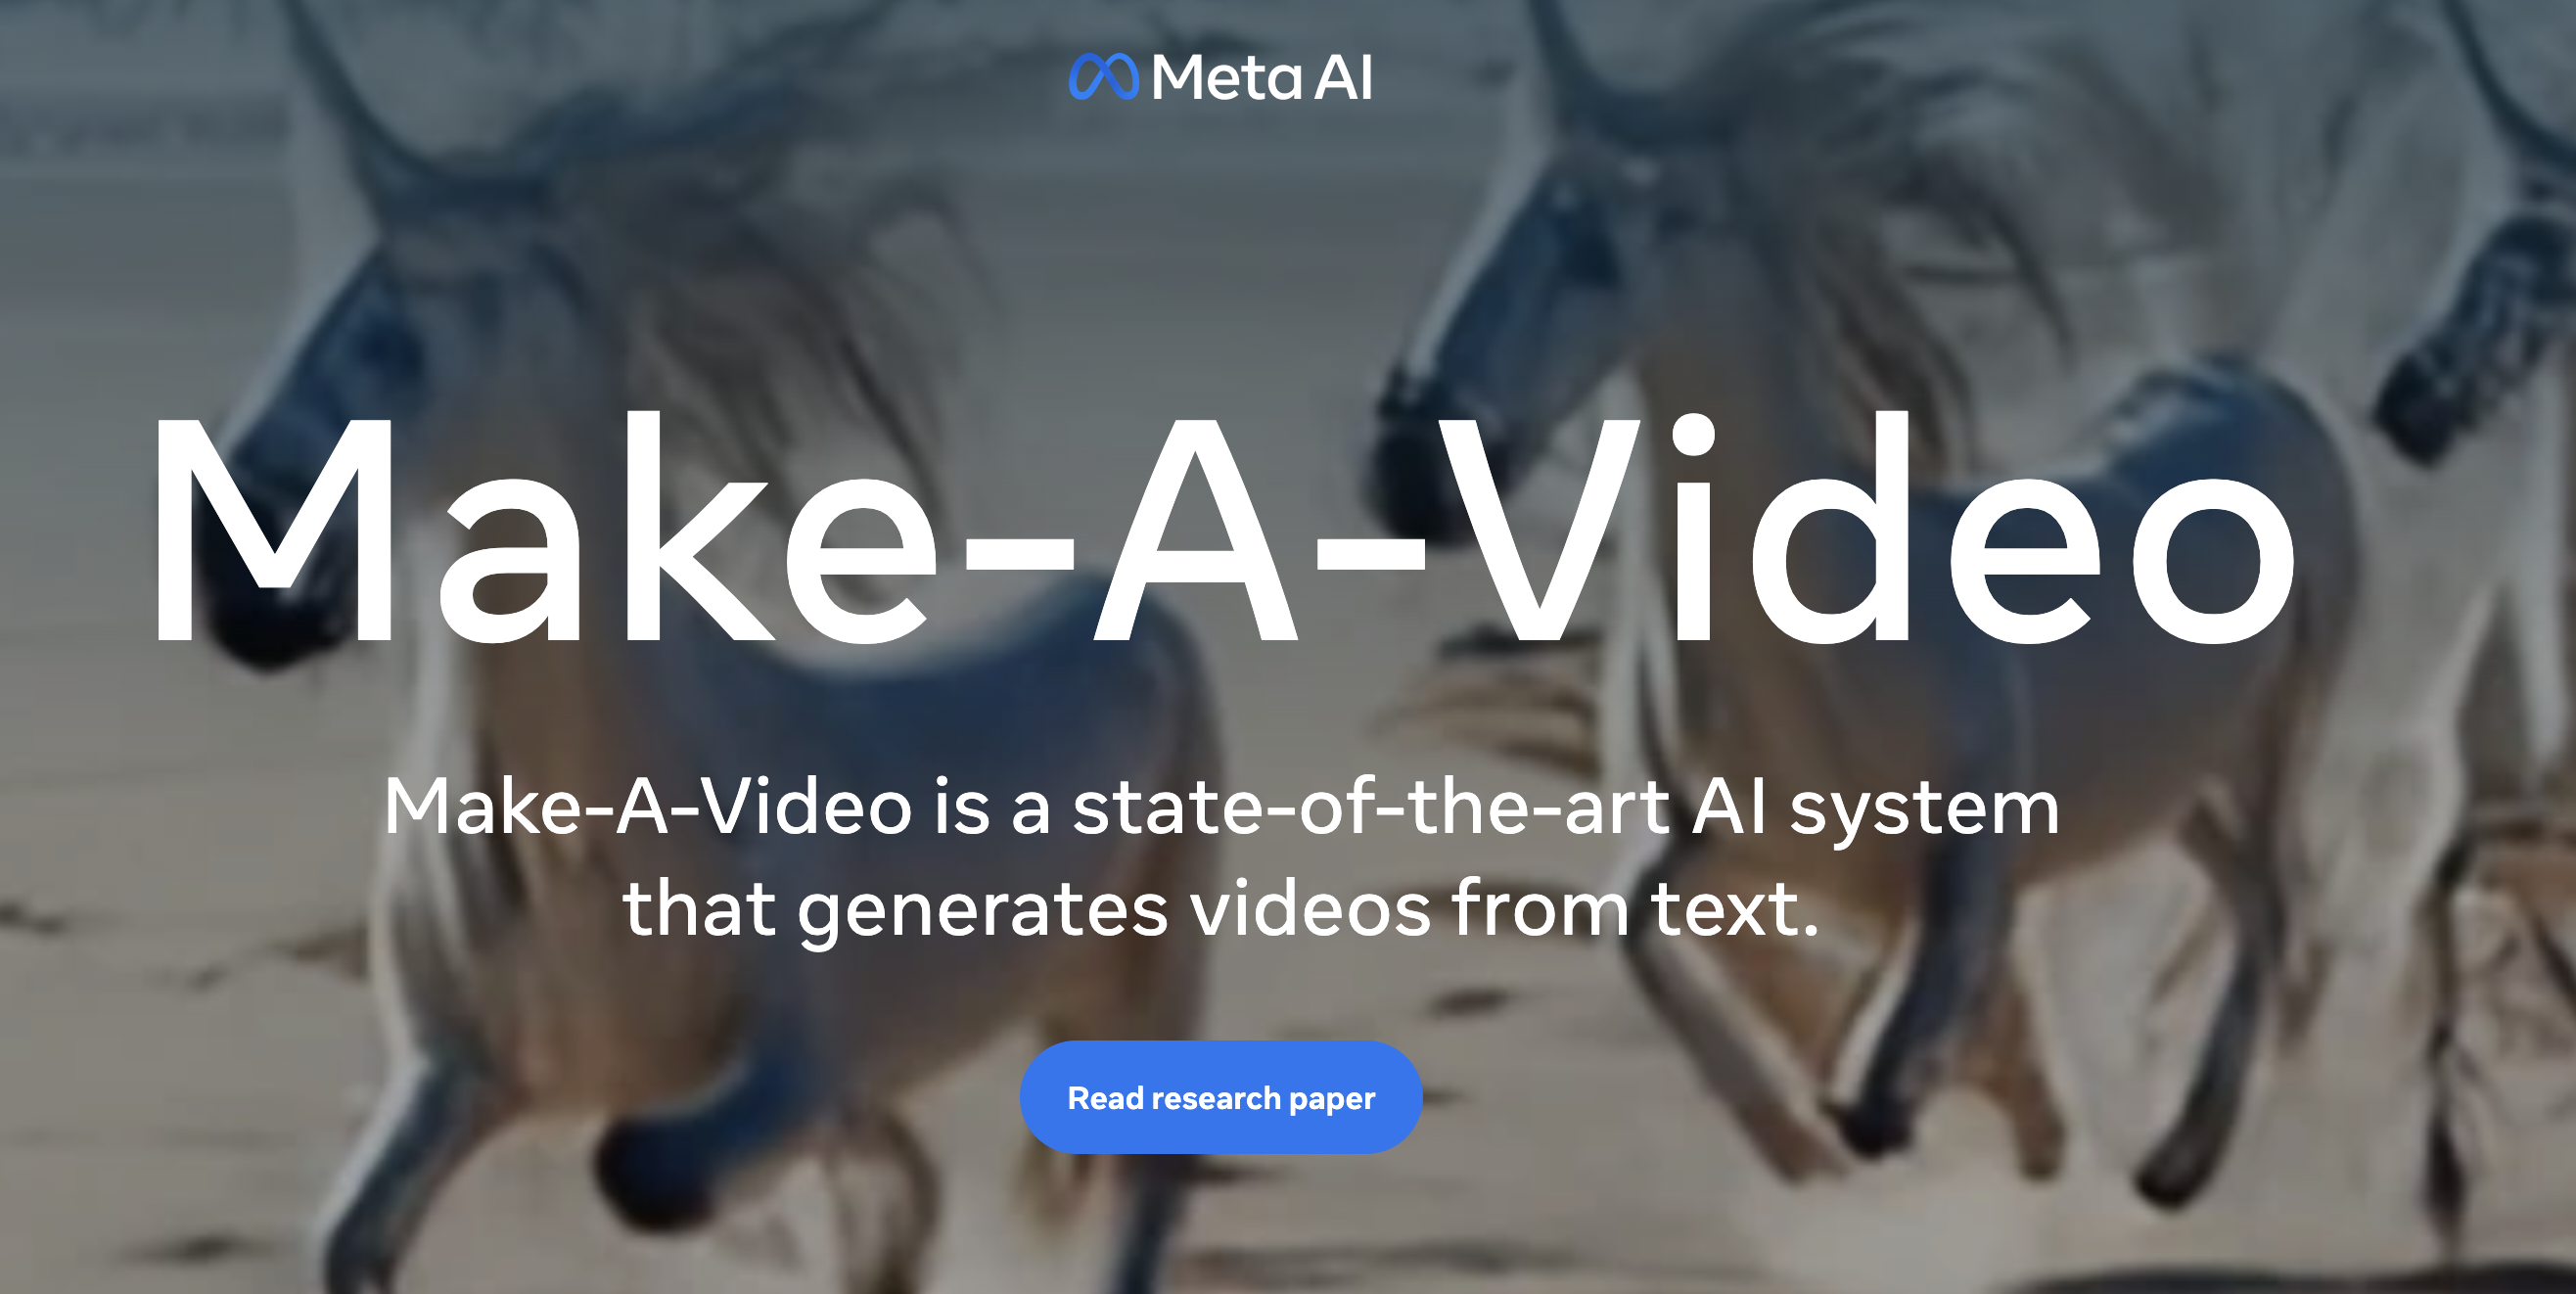 Meta AI
Make-A-Video
Make-A-Video is a state-of-the-art AI system
that generates videos from text.
Read research paper